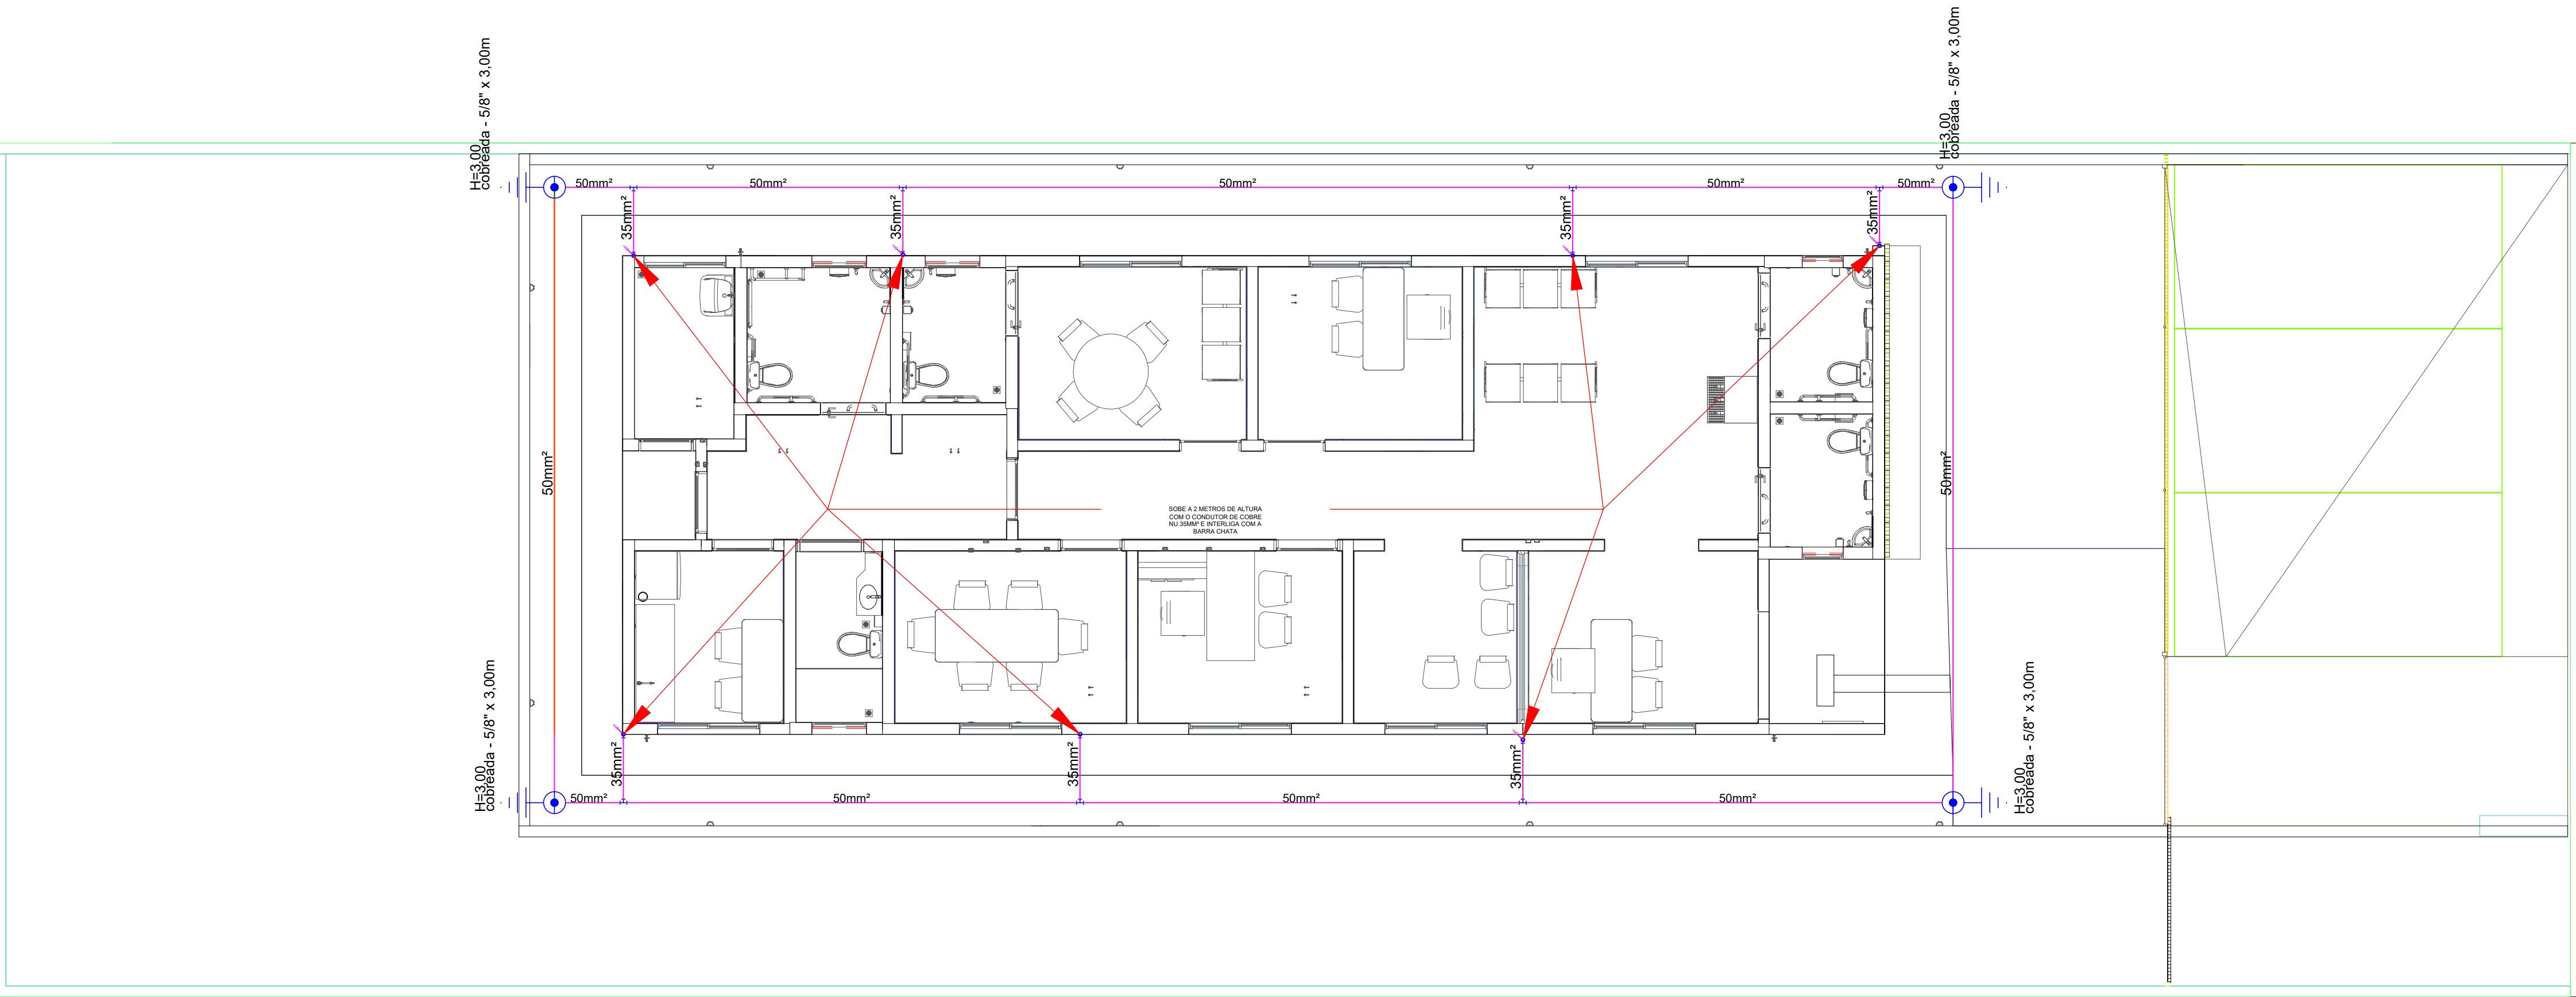 H=3,00
cobreada - 5/8" x 3,00m
H=3,00
cobreada - 5/8" x 3,00m
50mm²
50mm²
50mm²
50mm²
50mm²
35mm²
35mm²
35mm²
35mm²
50mm²
50mm²
SOBE A 2 METROS DE ALTURA
COM O CONDUTOR DE COBRE
NU 35MM² E INTERLIGA COM A
BARRA CHATA
35mm²
35mm²
35mm²
50mm²
50mm²
50mm²
50mm²
H=3,00
cobreada - 5/8" x 3,00m
H=3,00
cobreada - 5/8" x 3,00m